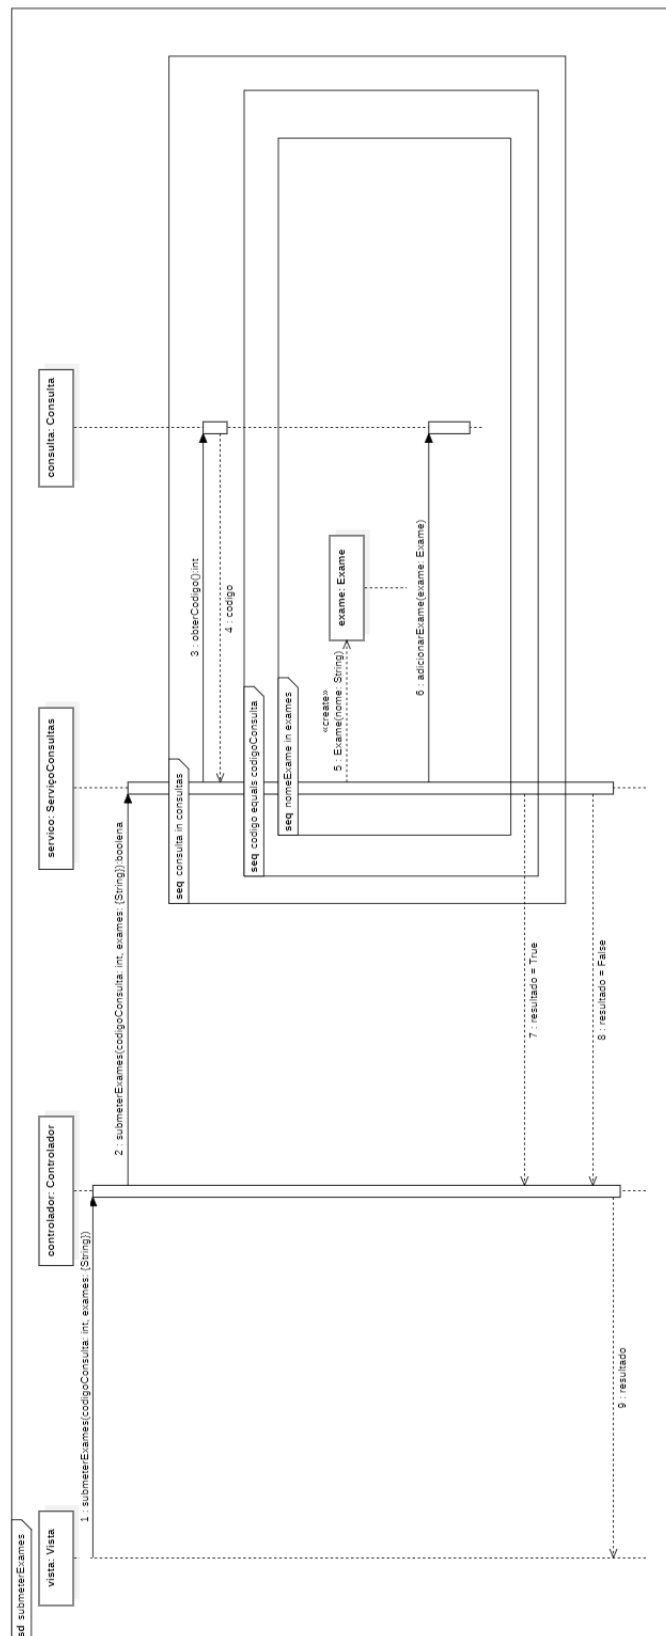 sd submeterExames
vista: Vista
controlador: Controlador
servico: ServiçoConsultas
consulta: Consulta
1 : submeterExames(codigoConsulta: int, exames: {String})
2 : submeterExames(codigoConsulta: int, exames: {String}):boolena
seq consulta in consultas
3 : obterCodigo():int
4 : codigo
seq codigo equals codigoConsulta
seq nomeExame in exames
«create»
5 : Exame(nome: String)
exame: Exame
6 : adicionarExame(exame: Exame)
7 : resultado = True
8 : resultado = False
9 : resultado